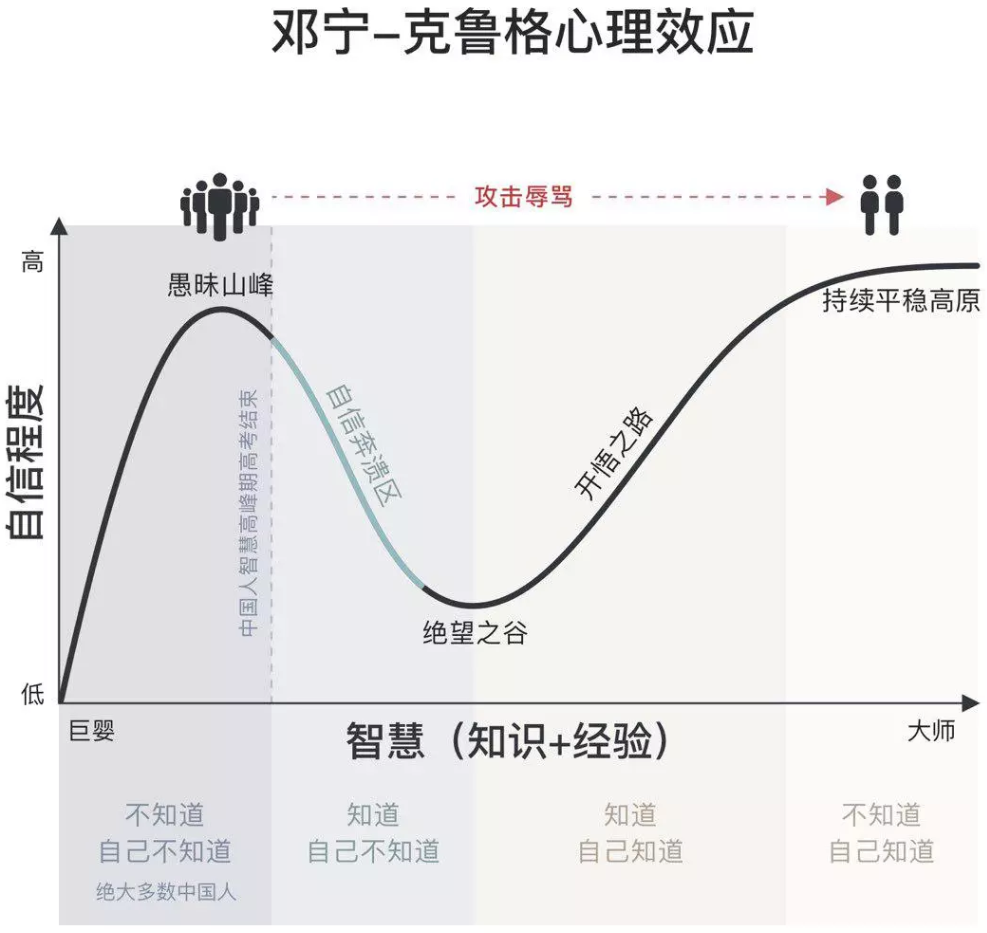 邓宁–克鲁格心理效应
攻击辱骂
高
愚昧山峰
持续平稳高原
自信程度
中国人智慧高峰期高考结束
自信奔溃区
开悟之路
绝望之谷
低
巨婴
智慧（知识+经验）
大师
不知道
自己不知道
绝大多数中国人
知道
自己不知道
知道
自己知道
不知道
自己知道